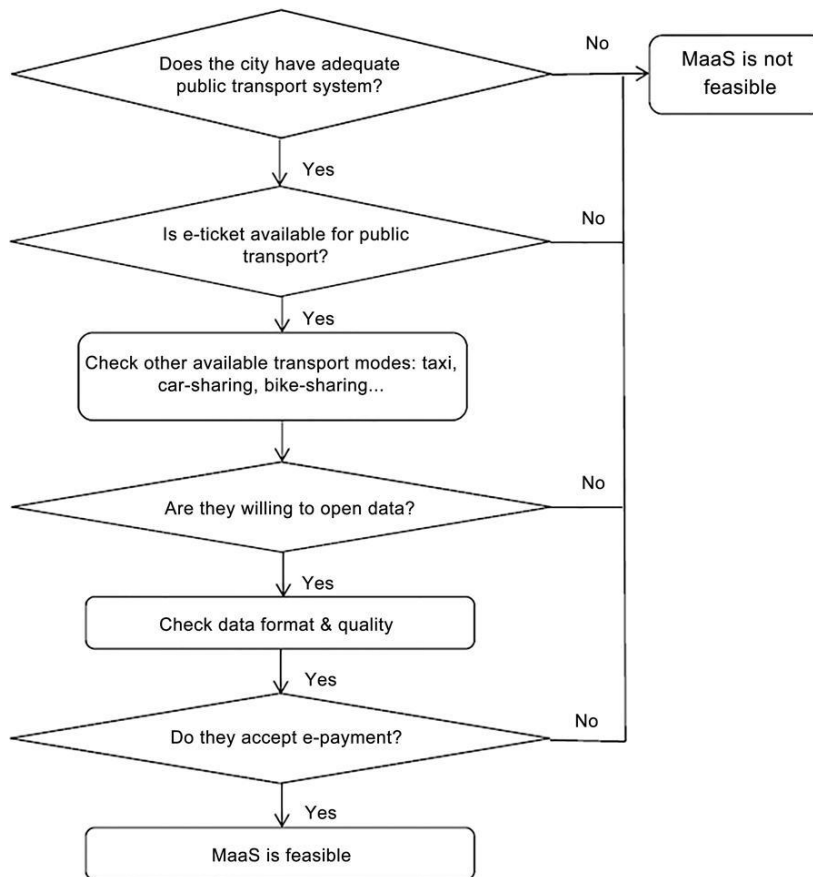 Does the city have adequate
public transport system?
No
MaaS is not
feasible
Yes
Is e-ticket available for public
transport?
No
Yes
Check other available transport modes: taxi,
car-sharing, bike-sharing...
Are they willing to open data?
No
Yes
Check data format & quality
Yes
Do they accept e-payment?
No
Yes
MaaS is feasible